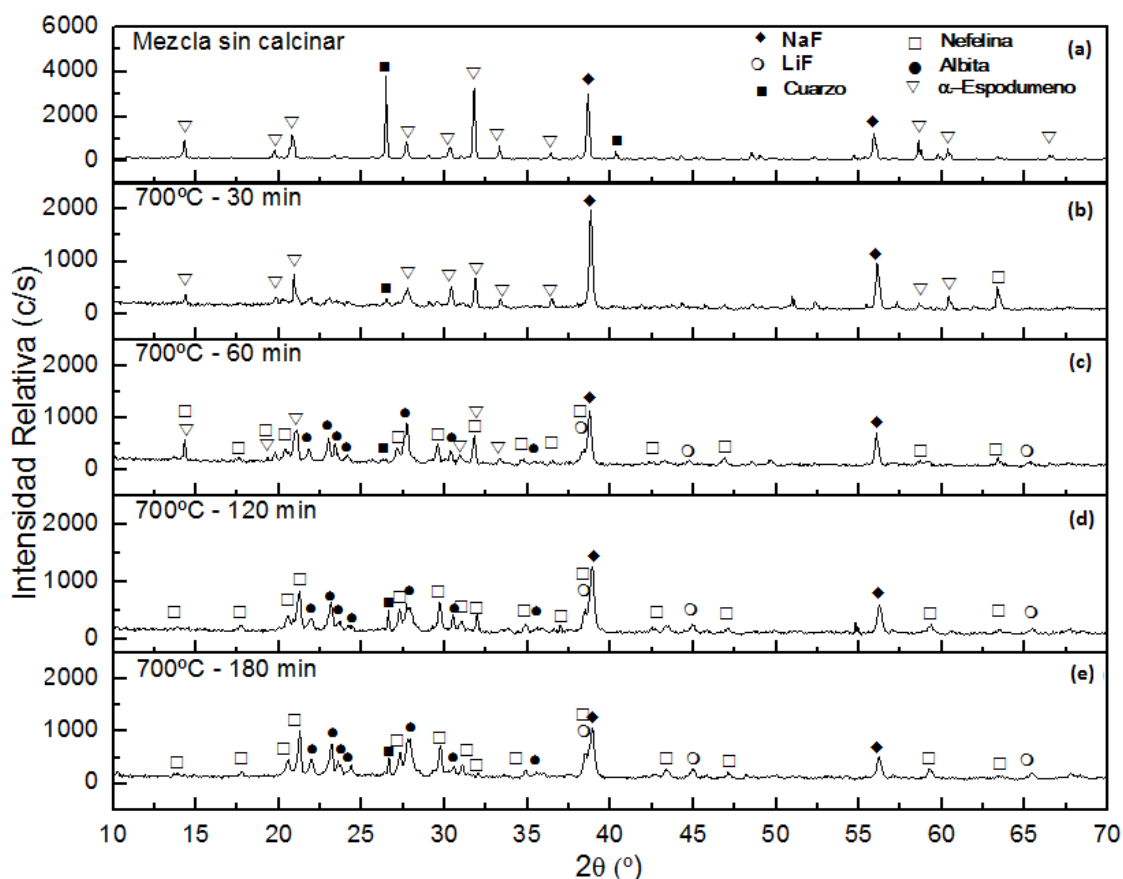 6000
4000
2000
0
Mezcla sin calcinar
NaF
LiF
Cuarzo
Nefelina
Albita
α–Espodumeno
(a)
2000
1000
0
700ºC - 30 min
(b)
2000
1000
0
700ºC - 60 min
(c)
2000
1000
0
700ºC - 120 min
(d)
2000
1000
0
700ºC - 180 min
(e)
Intensidad Relativa (c/s)
10 15 20 25 30 35 40 45 50 55 60 65 70
2θ (º)